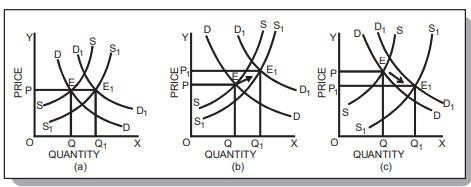 Y D D₁ S S₁
PRICE
P E E₁
S S₁ D₁ D
O Q Q₁ X
QUANTITY
(a)
Y D D₁ S S₁
PRICE
P₁ P E E₁
S S₁ D₁ D
O Q Q₁ X
QUANTITY
(b)
Y D D₁ S S₁
PRICE
P P₁ E E₁
S S₁ D₁ D
O Q Q₁ X
QUANTITY
(c)